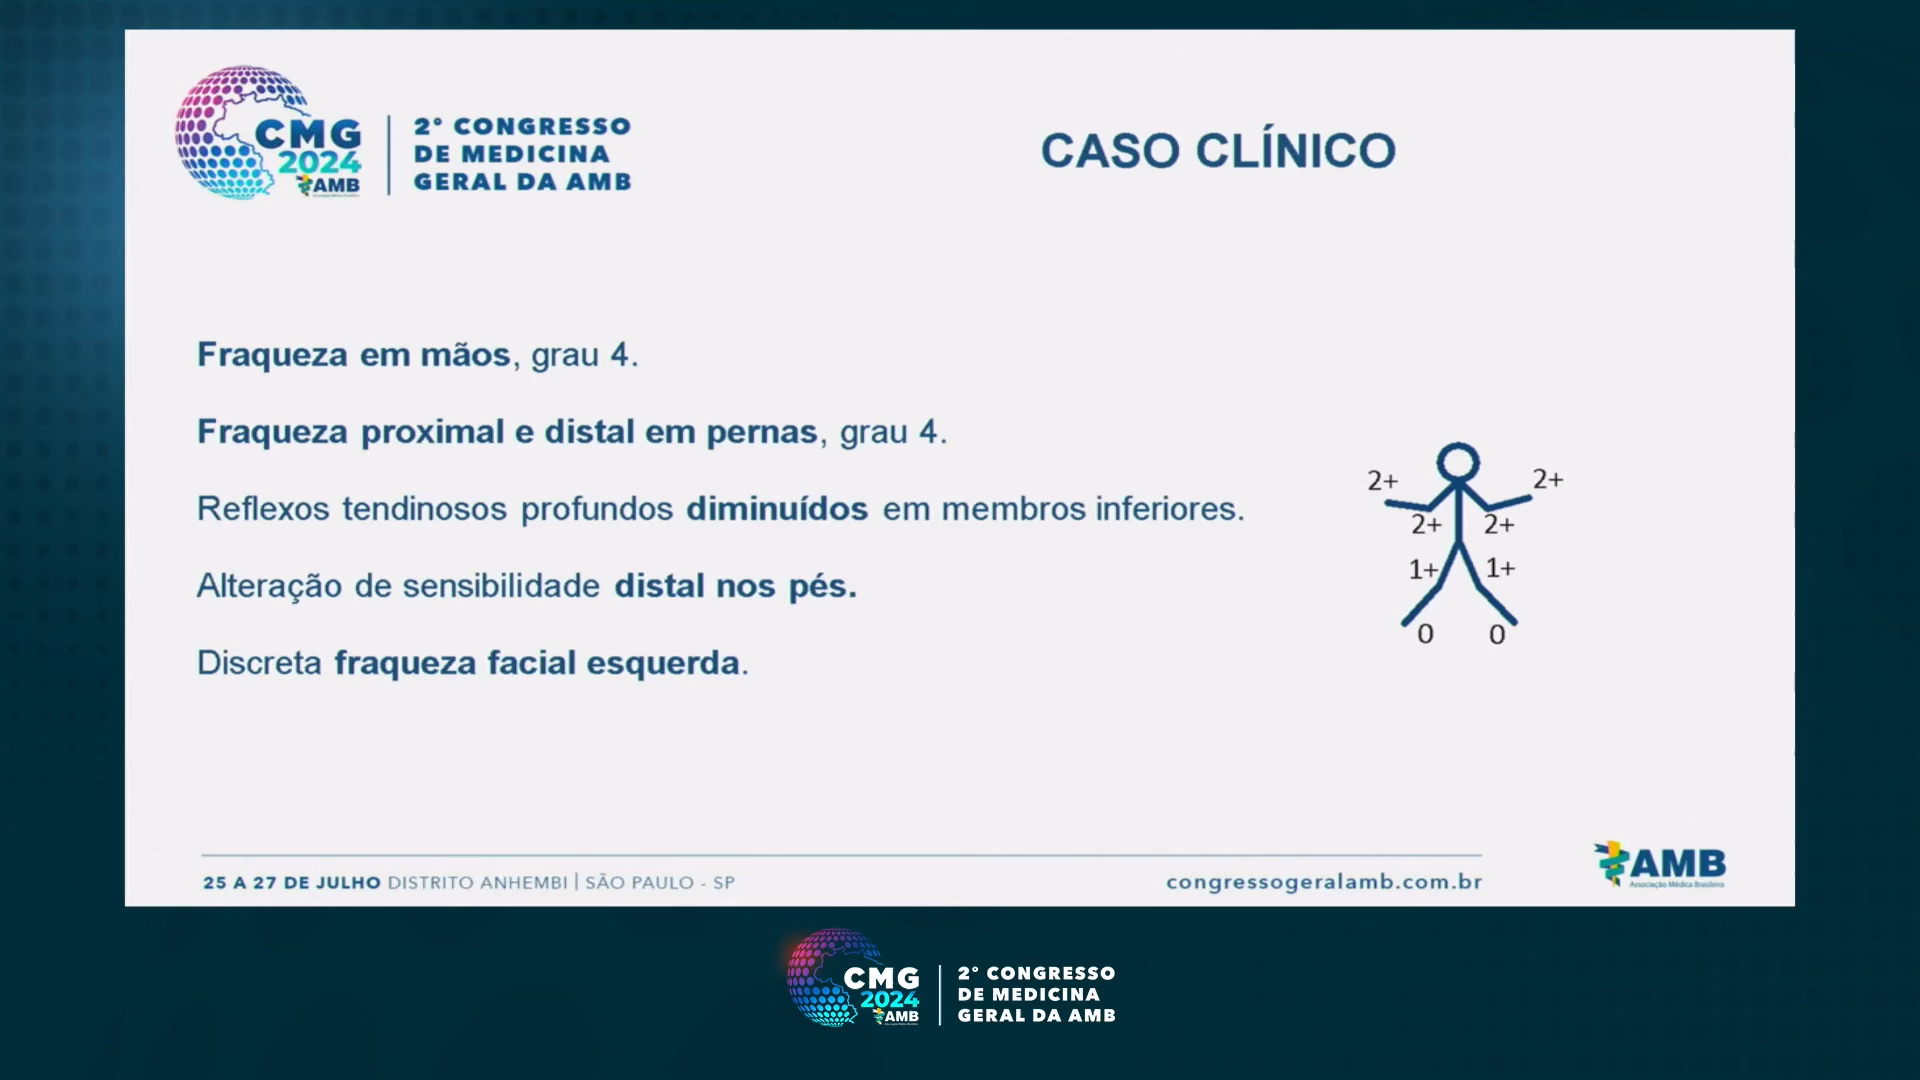 CMG
2024
AMB
2° CONGRESSO
DE MEDICINA
GERAL DA AMB
CASO CLÍNICO
Fraqueza em mãos, grau 4.
Fraqueza proximal e distal em pernas, grau 4.
Reflexos tendinosos profundos diminuídos em membros inferiores.
Alteração de sensibilidade distal nos pés.
Discreta fraqueza facial esquerda.
2+ 2+
2+ 2+
1+ 1+
0 0
25 A 27 DE JULHO DISTRITO ANHEMBI | SÃO PAULO - SP
congressogeralamb.com.br
AMB
Associação Médica Brasileira
CMG
2024
AMB
2° CONGRESSO
DE MEDICINA
GERAL DA AMB